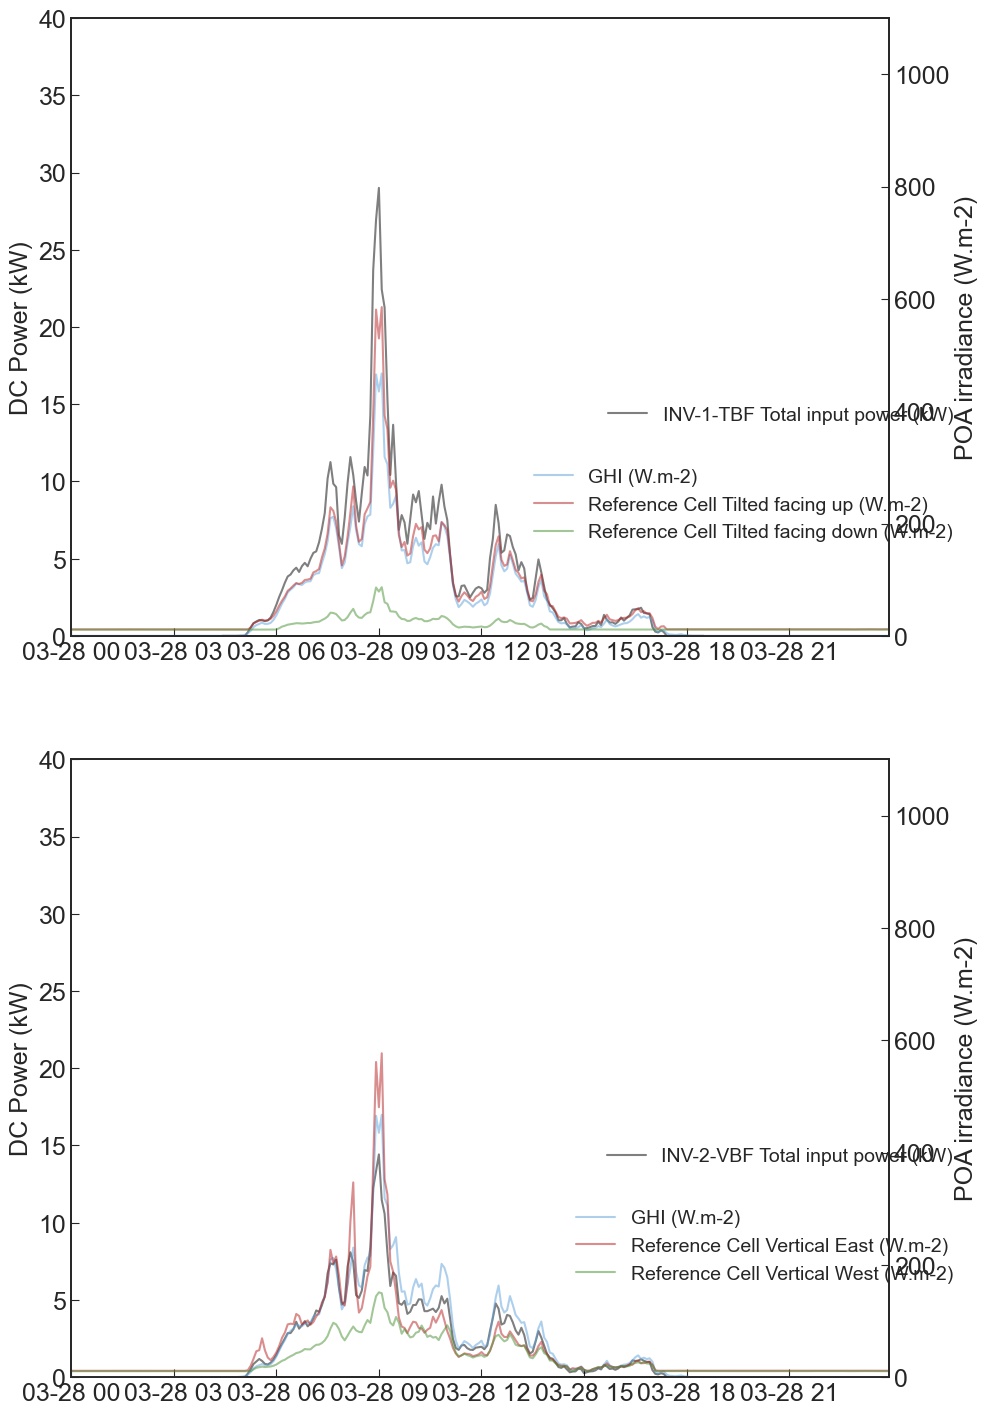 40
35
30
25
20
15
10
5
0
DC Power (kW)
1000
800
600
400
200
0
POA irradiance (W.m-2)
INV-1-TBF Total input power (kW)
GHI (W.m-2)
Reference Cell Tilted facing up (W.m-2)
Reference Cell Tilted facing down (W.m-2)
03-28 00 03-28 03 03-28 06 03-28 09 03-28 12 03-28 15 03-28 18 03-28 21
40
35
30
25
20
15
10
5
0
DC Power (kW)
1000
800
600
400
200
0
POA irradiance (W.m-2)
INV-2-VBF Total input power (kW)
GHI (W.m-2)
Reference Cell Vertical East (W.m-2)
Reference Cell Vertical West (W.m-2)
03-28 00 03-28 03 03-28 06 03-28 09 03-28 12 03-28 15 03-28 18 03-28 21